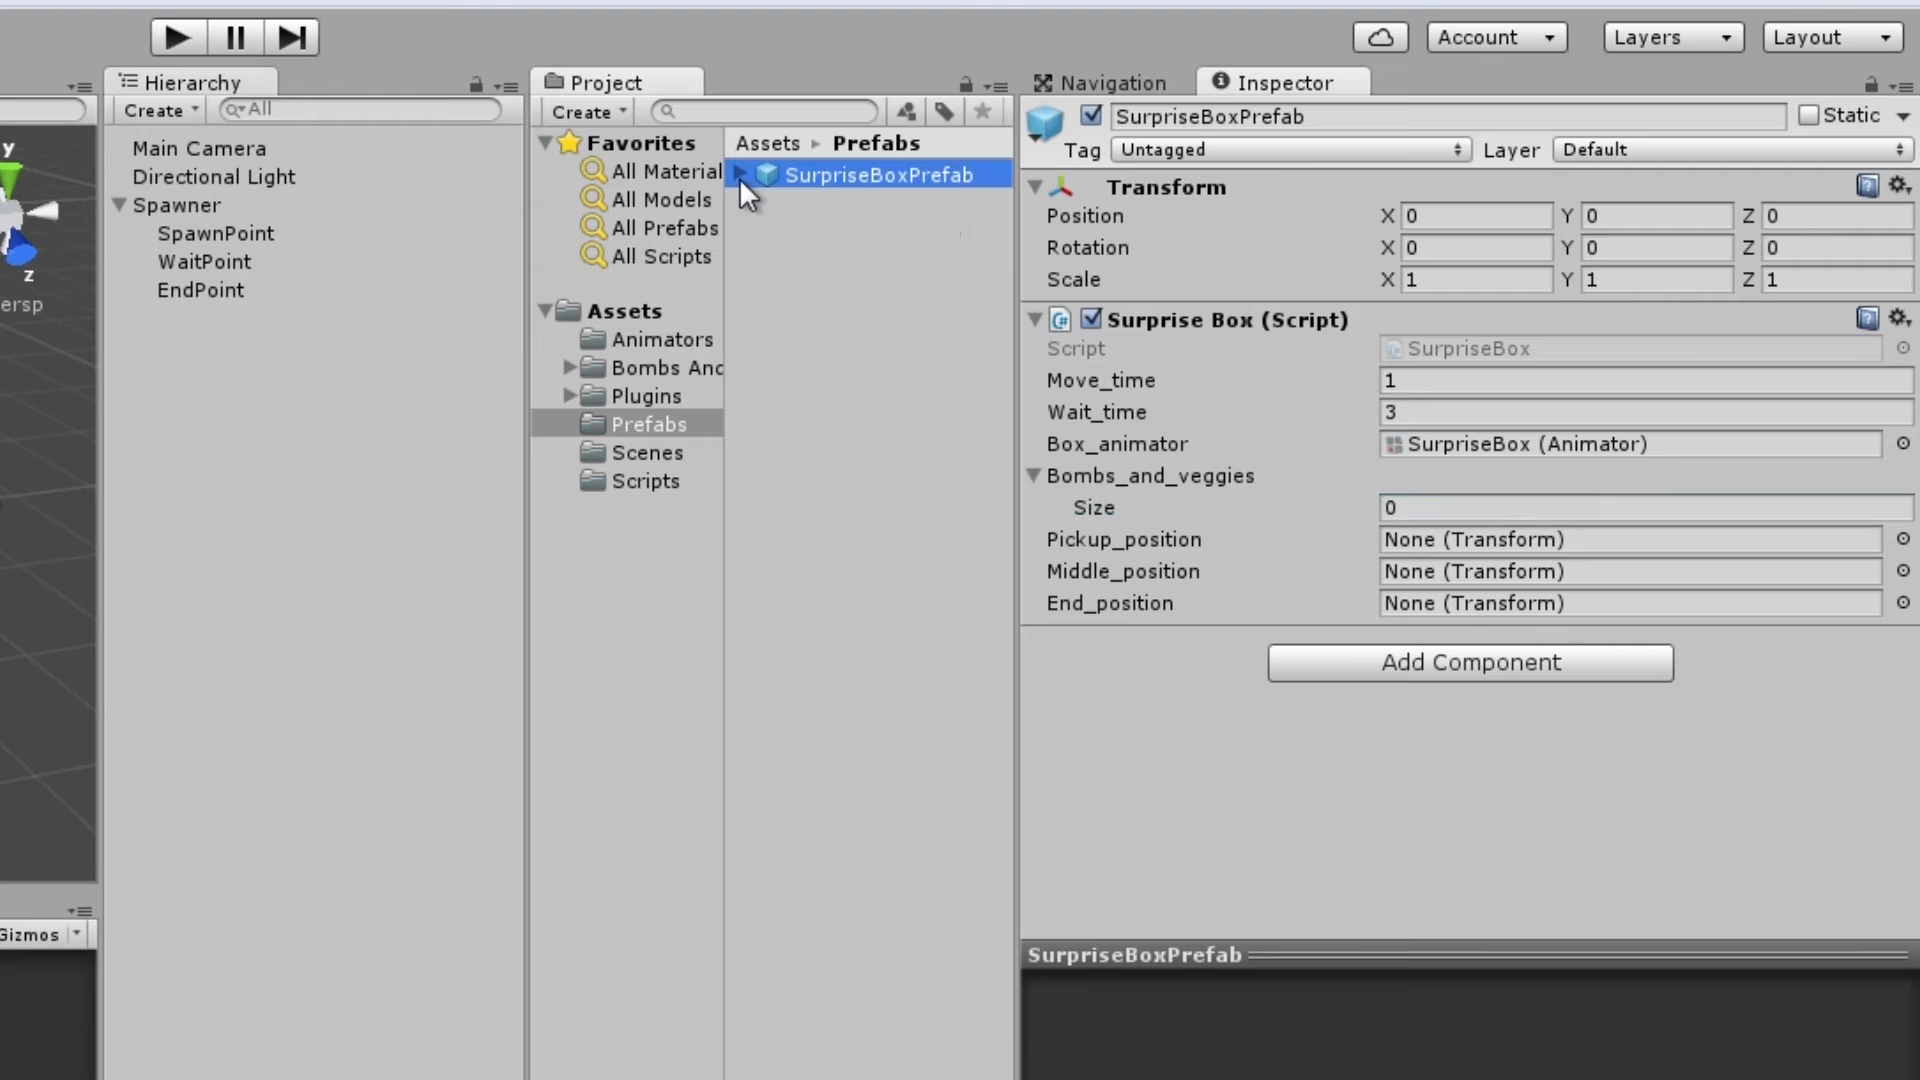 Account
Layers
Layout
Hierarchy
Create
All
Main Camera
Directional Light
Spawner
SpawnPoint
WaitPoint
EndPoint
y
z
ersp
Gizmos
Project
Create
Favorites
All Material
All Models
All Prefabs
All Scripts
Assets
Animators
Bombs And
Plugins
Prefabs
Scenes
Scripts
Assets ▸ Prefabs
SurpriseBoxPrefab
Navigation
Inspector
SurpriseBoxPrefab
Static
Tag Untagged Layer Default
Transform
Position X 0 Y 0 Z 0
Rotation X 0 Y 0 Z 0
Scale X 1 Y 1 Z 1
Surprise Box (Script)
Script SurpriseBox
Move_time 1
Wait_time 3
Box_animator SurpriseBox (Animator)
Bombs_and_veggies
Size 0
Pickup_position None (Transform)
Middle_position None (Transform)
End_position None (Transform)
Add Component
SurpriseBoxPrefab